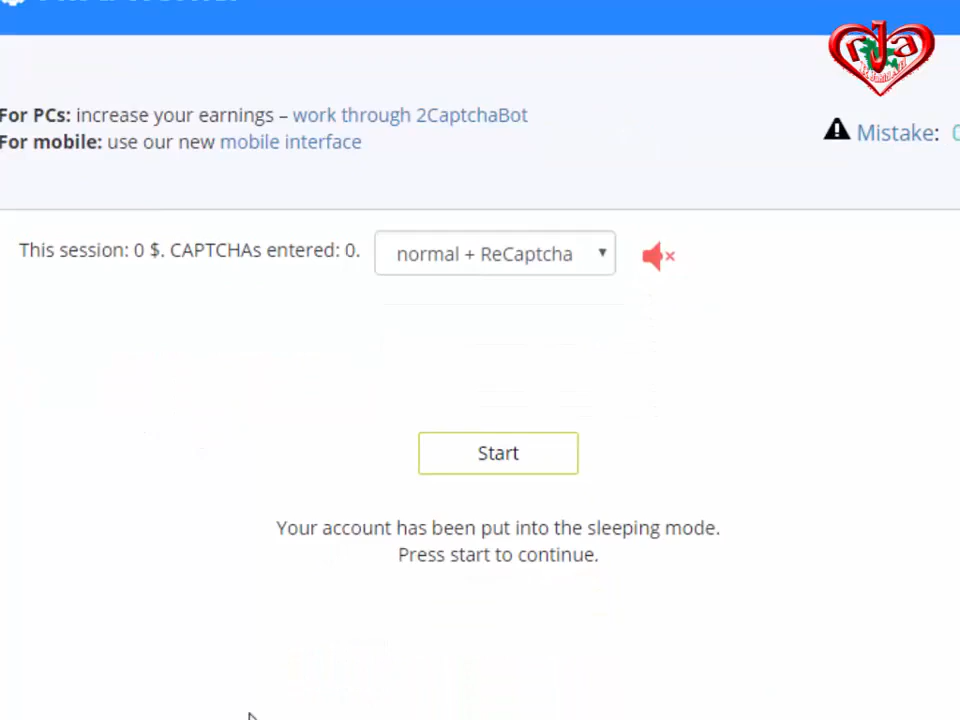 For PCs: increase your earnings – work through 2CaptchaBot
For mobile: use our new mobile interface
Mistake: 0
This session: 0 $. CAPTCHAs entered: 0.
normal + ReCaptcha
Start
Your account has been put into the sleeping mode.
Press start to continue.
rJa